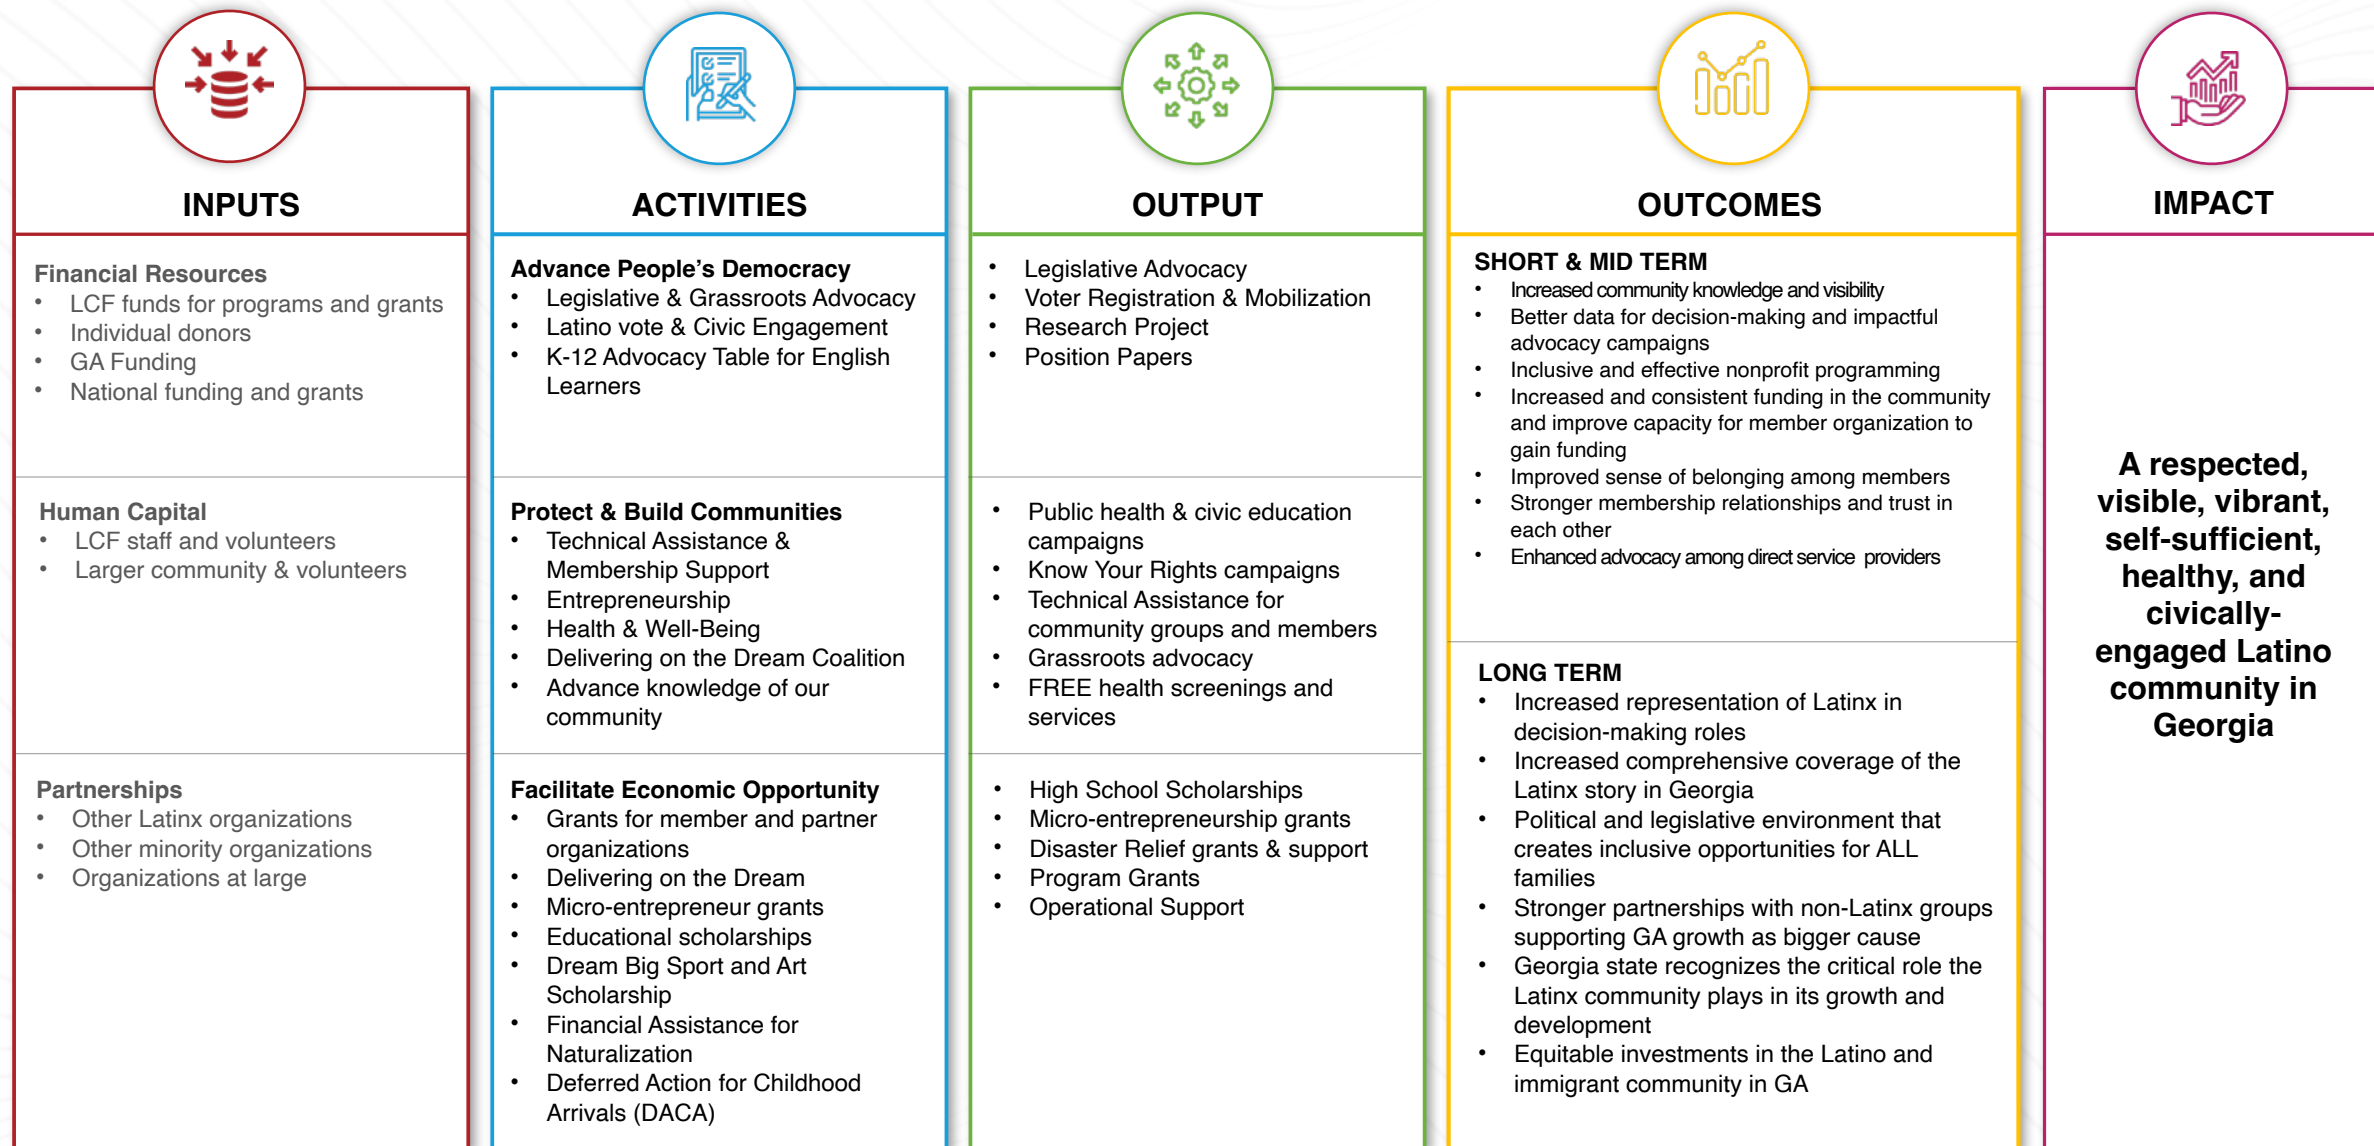 INPUTS
Financial Resources
• LCF funds for programs and grants
• Individual donors
• GA Funding
• National funding and grants
Human Capital
• LCF staff and volunteers
• Larger community & volunteers
Partnerships
• Other Latinx organizations
• Other minority organizations
• Organizations at large
ACTIVITIES
Advance People’s Democracy
• Legislative & Grassroots Advocacy
• Latino vote & Civic Engagement
• K-12 Advocacy Table for English
Learners
Protect & Build Communities
• Technical Assistance &
Membership Support
• Entrepreneurship
• Health & Well-Being
• Delivering on the Dream Coalition
• Advance knowledge of our
community
Facilitate Economic Opportunity
• Grants for member and partner
organizations
• Delivering on the Dream
• Micro-entrepreneur grants
• Educational scholarships
• Dream Big Sport and Art
Scholarship
• Financial Assistance for
Naturalization
• Deferred Action for Childhood
Arrivals (DACA)
OUTPUT
• Legislative Advocacy
• Voter Registration & Mobilization
• Research Project
• Position Papers
• Public health & civic education
campaigns
• Know Your Rights campaigns
• Technical Assistance for
community groups and members
• Grassroots advocacy
• FREE health screenings and
services
• High School Scholarships
• Micro-entrepreneurship grants
• Disaster Relief grants & support
• Program Grants
• Operational Support
OUTCOMES
SHORT & MID TERM
• Increased community knowledge and visibility
• Better data for decision-making and impactful
advocacy campaigns
• Inclusive and effective nonprofit programming
• Increased and consistent funding in the community
and improve capacity for member organization to
gain funding
• Improved sense of belonging among members
• Stronger membership relationships and trust in
each other
• Enhanced advocacy among direct service providers
LONG TERM
• Increased representation of Latinx in
decision-making roles
• Increased comprehensive coverage of the
Latinx story in Georgia
• Political and legislative environment that
creates inclusive opportunities for ALL
families
• Stronger partnerships with non-Latinx groups
supporting GA growth as bigger cause
• Georgia state recognizes the critical role the
Latinx community plays in its growth and
development
• Equitable investments in the Latino and
immigrant community in GA
IMPACT
A respected,
visible, vibrant,
self-sufficient,
healthy, and
civically-
engaged Latino
community in
Georgia